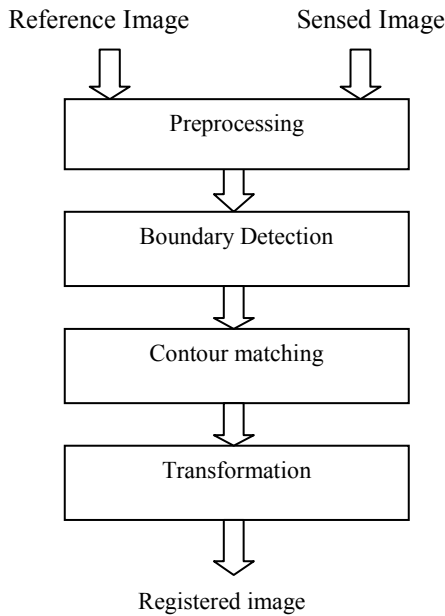 Reference Image
Sensed Image
Preprocessing
Boundary Detection
Contour matching
Transformation
Registered image